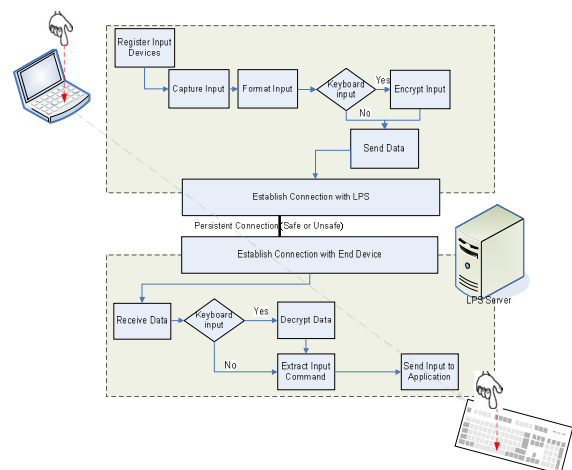 Register Input
Devices
Capture Input
Format Input
Keyboard
input
Yes
Encrypt Input
No
Send Data
Establish Connection with LPS
Persistent Connection(Safe or Unsafe)
Establish Connection with End Device
LPS Server
Receive Data
Keyboard
input
Yes
Decrypt Data
No
Extract Input
Command
Send Input to
Application